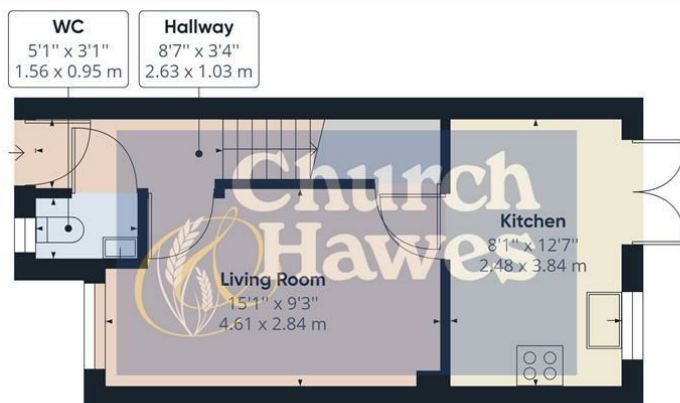 WC
5'1" x 3'1"
1.56 x 0.95 m
Hallway
8'7" x 3'4"
2.63 x 1.03 m
Church
& Hawes
Kitchen
8'1" x 12'7"
2.48 x 3.84 m
Living Room
15'1" x 9'3"
4.61 x 2.84 m